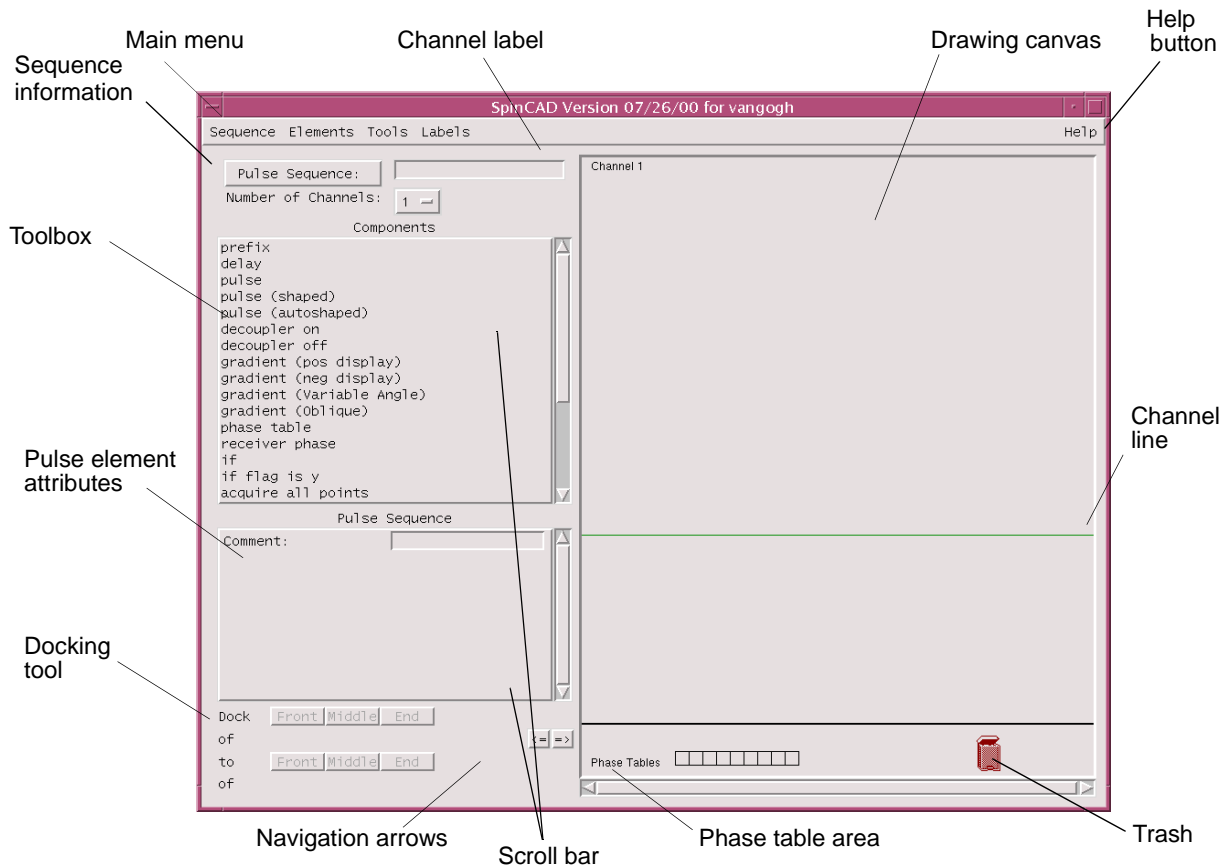 Main menu
Channel label
Drawing canvas
Help
button
Sequence
information
SpinCAD Version 07/26/00 for vangogh
Sequence Elements Tools Labels
Help
Pulse Sequence:
Number of Channels:
1
Channel 1
Components
Toolbox
prefix
delay
pulse
pulse (shaped)
pulse (autoshaped)
decoupler on
decoupler off
gradient (pos display)
gradient (neg display)
gradient (Variable Angle)
gradient (Oblique)
phase table
receiver phase
if
if flag is y
acquire all points
Channel
line
Pulse element
attributes
Pulse Sequence
Comment:
Docking
tool
Dock Front Middle End
of
<= =>
to Front Middle End
of
Phase Tables
Navigation arrows
Scroll bar
Phase table area
Trash